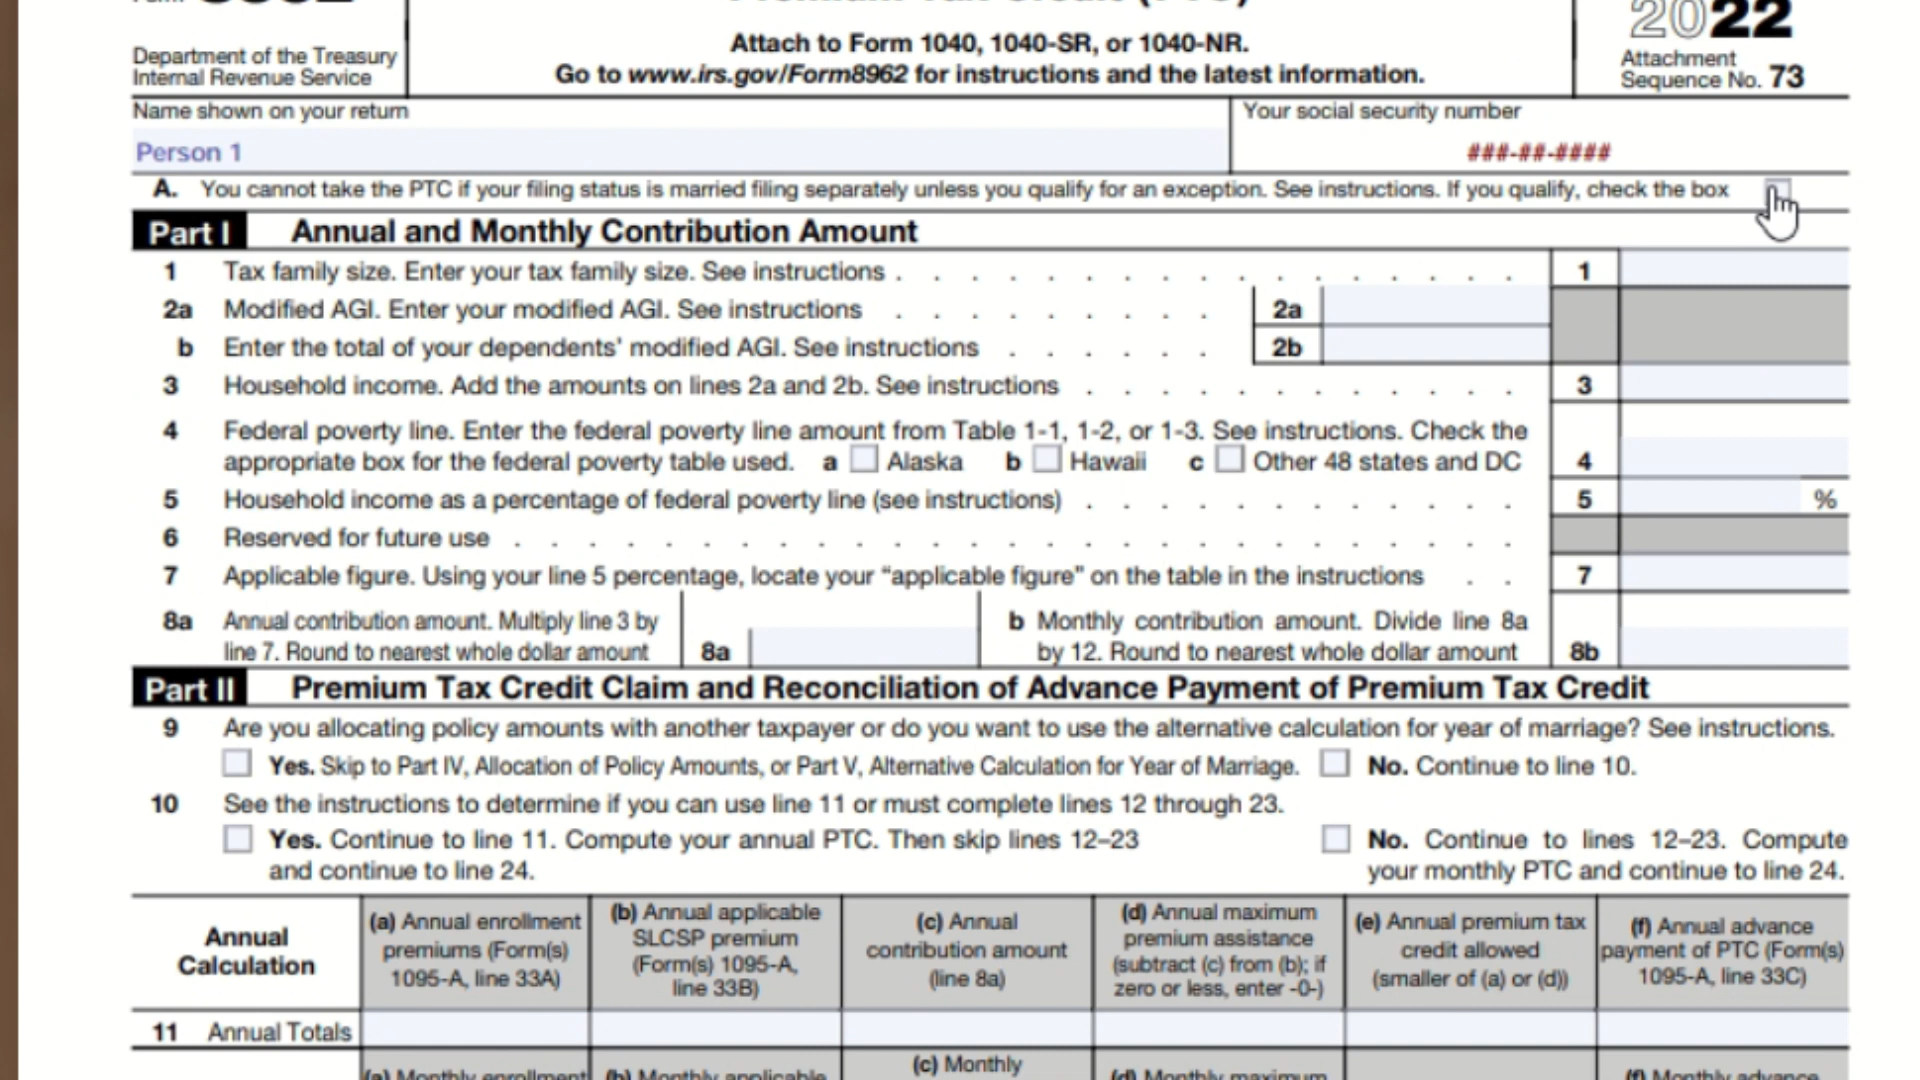 Premium Tax Credit (PTC)
2022
Attach to Form 1040, 1040-SR, or 1040-NR.
Department of the Treasury
Internal Revenue Service
Go to www.irs.gov/Form8962 for instructions and the latest information.
Attachment
Sequence No. 73
Name shown on your return
Your social security number
Person 1
###-##-####
A. You cannot take the PTC if your filing status is married filing separately unless you qualify for an exception. See instructions. If you qualify, check the box
Part I Annual and Monthly Contribution Amount
1 Tax family size. Enter your tax family size. See instructions . . . . . . . . . . . . . . . . . 1
2a Modified AGI. Enter your modified AGI. See instructions . . . . . . . . . 2a
b Enter the total of your dependents' modified AGI. See instructions . . . . . . 2b
3 Household income. Add the amounts on lines 2a and 2b. See instructions . . . . . . . . . . . . 3
4 Federal poverty line. Enter the federal poverty line amount from Table 1-1, 1-2, or 1-3. See instructions. Check the
appropriate box for the federal poverty table used. a Alaska b Hawaii c Other 48 states and DC 4
5 Household income as a percentage of federal poverty line (see instructions) . . . . . . . . . . . . 5 %
6 Reserved for future use . . . . . . . . . . . . . . . . . . . . . . . . . . .
7 Applicable figure. Using your line 5 percentage, locate your “applicable figure” on the table in the instructions . . 7
8a Annual contribution amount. Multiply line 3 by
line 7. Round to nearest whole dollar amount 8a
b Monthly contribution amount. Divide line 8a
by 12. Round to nearest whole dollar amount 8b
Part II Premium Tax Credit Claim and Reconciliation of Advance Payment of Premium Tax Credit
9 Are you allocating policy amounts with another taxpayer or do you want to use the alternative calculation for year of marriage? See instructions.
Yes. Skip to Part IV, Allocation of Policy Amounts, or Part V, Alternative Calculation for Year of Marriage. No. Continue to line 10.
10 See the instructions to determine if you can use line 11 or must complete lines 12 through 23.
Yes. Continue to line 11. Compute your annual PTC. Then skip lines 12–23
and continue to line 24.
No. Continue to lines 12–23. Compute
your monthly PTC and continue to line 24.
Annual
Calculation
(a) Annual enrollment
premiums (Form(s)
1095-A, line 33A)
(b) Annual applicable
SLCSP premium
(Form(s) 1095-A,
line 33B)
(c) Annual
contribution amount
(line 8a)
(d) Annual maximum
premium assistance
(subtract (c) from (b); if
zero or less, enter -0-)
(e) Annual premium tax
credit allowed
(smaller of (a) or (d))
(f) Annual advance
payment of PTC (Form(s)
1095-A, line 33C)
11 Annual Totals
(a) Monthly enrollment
(b) Monthly applicable
(c) Monthly
(d) Monthly maximum
(f) Monthly advance